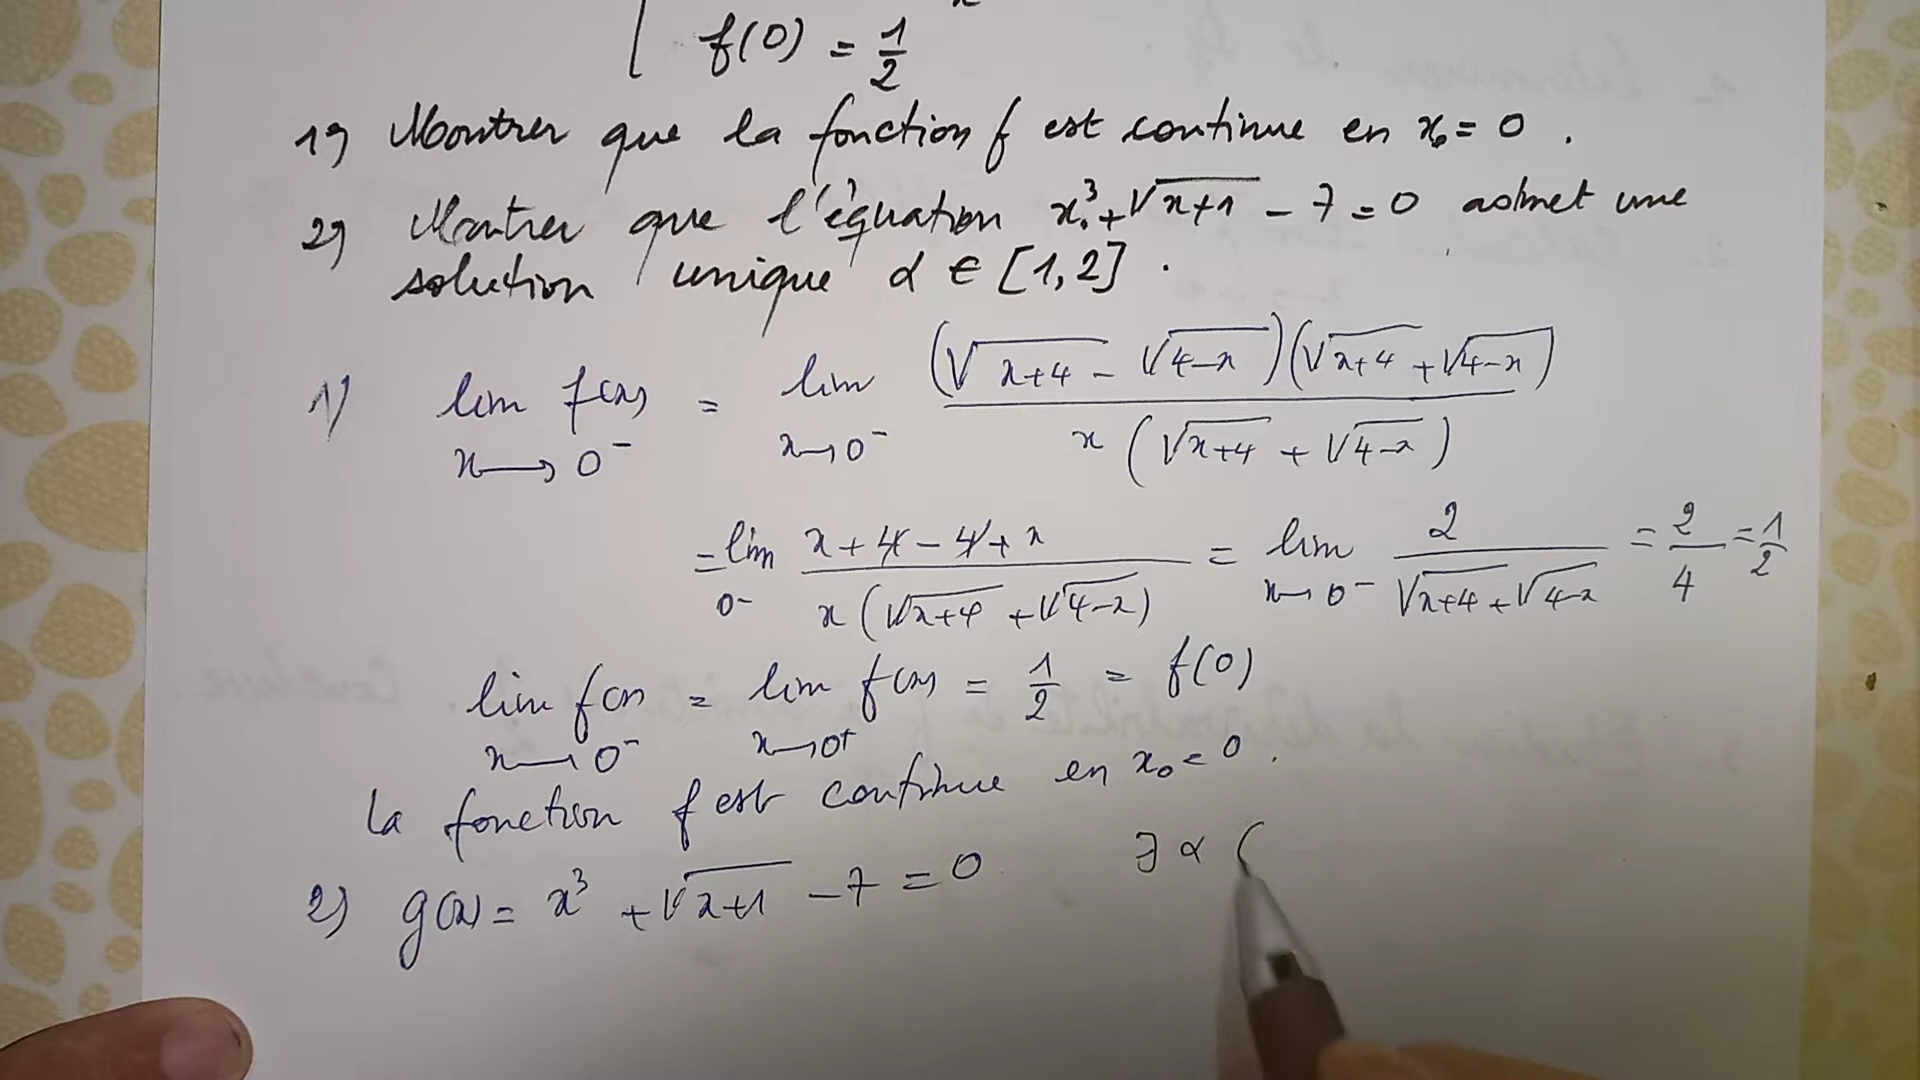 f(0) = 1/2
1) Montrer que la fonction f est continue en x₀ = 0 .
2) Montrer que l'équation x³ + √(x+1) - 7 = 0 admet une
solution unique α ∈ [1,2] .
1) lim x→0⁻ f(x) = lim x→0⁻ (√(x+4) - √(4-x))(√(x+4) + √(4-x)) / x(√(x+4) + √(4-x))
= lim 0⁻ (x+4-4+x) / x(√(x+4) + √(4-x)) = lim x→0⁻ 2 / (√(x+4) + √(4-x)) = 2/4 = 1/2
lim x→0⁻ f(x) = lim x→0⁺ f(x) = 1/2 = f(0)
la fonction f est continue en x₀ = 0 .
2) g(x) = x³ + √(x+1) - 7 = 0 ∃ α (